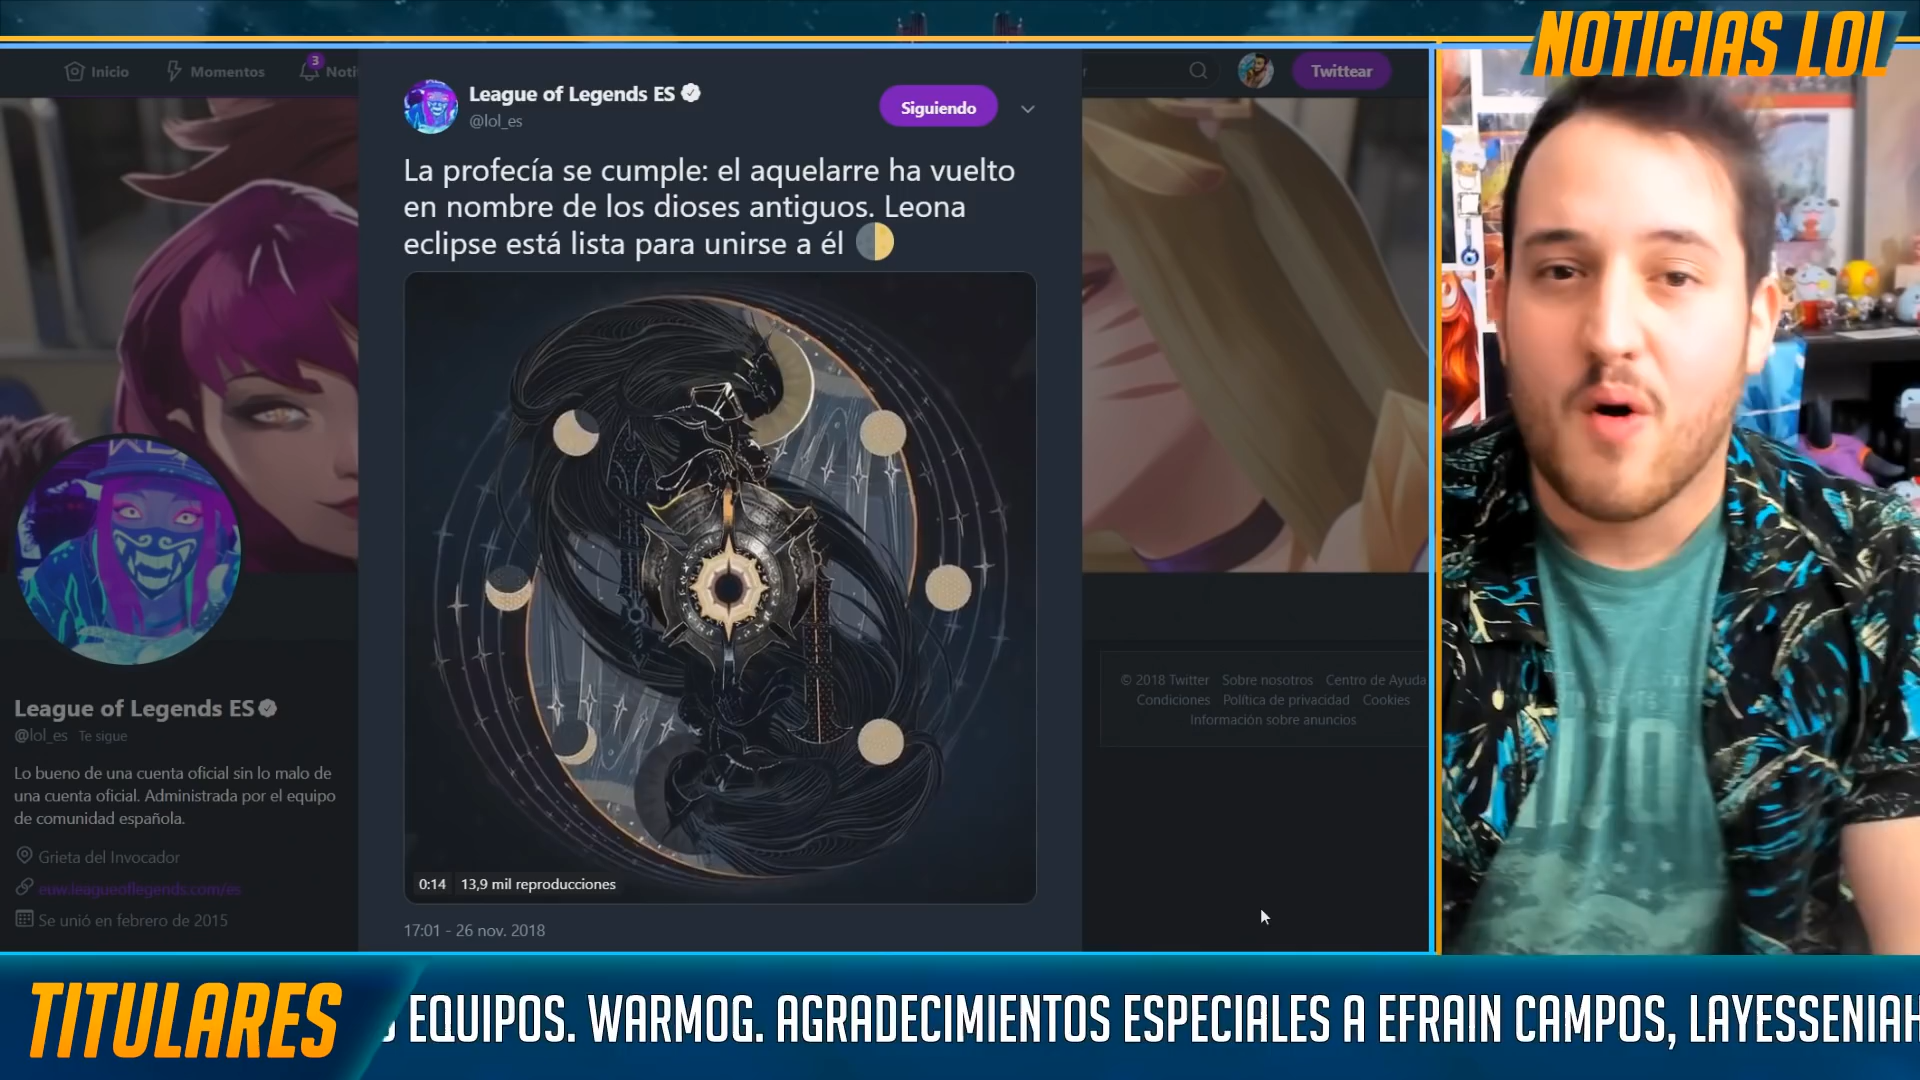 NOTICIAS LOL
Inicio
Momentos
3
Noti
Twittear
League of Legends ES
@lol_es
Siguiendo
La profecía se cumple: el aquelarre ha vuelto
en nombre de los dioses antiguos. Leona
eclipse está lista para unirse a él
0:14
13,9 mil reproducciones
17:01 - 26 nov. 2018
League of Legends ES
@lol_es Te sigue
Lo bueno de una cuenta oficial sin lo malo de
una cuenta oficial. Administrada por el equipo
de comunidad española.
Grieta del Invocador
euw.leagueoflegends.com/es
Se unió en febrero de 2015
© 2018 Twitter Sobre nosotros Centro de Ayuda
Condiciones Política de privacidad Cookies
Información sobre anuncios
TITULARES
EQUIPOS. WARMOG. AGRADECIMIENTOS ESPECIALES A EFRAIN CAMPOS, LAYESSENIAH